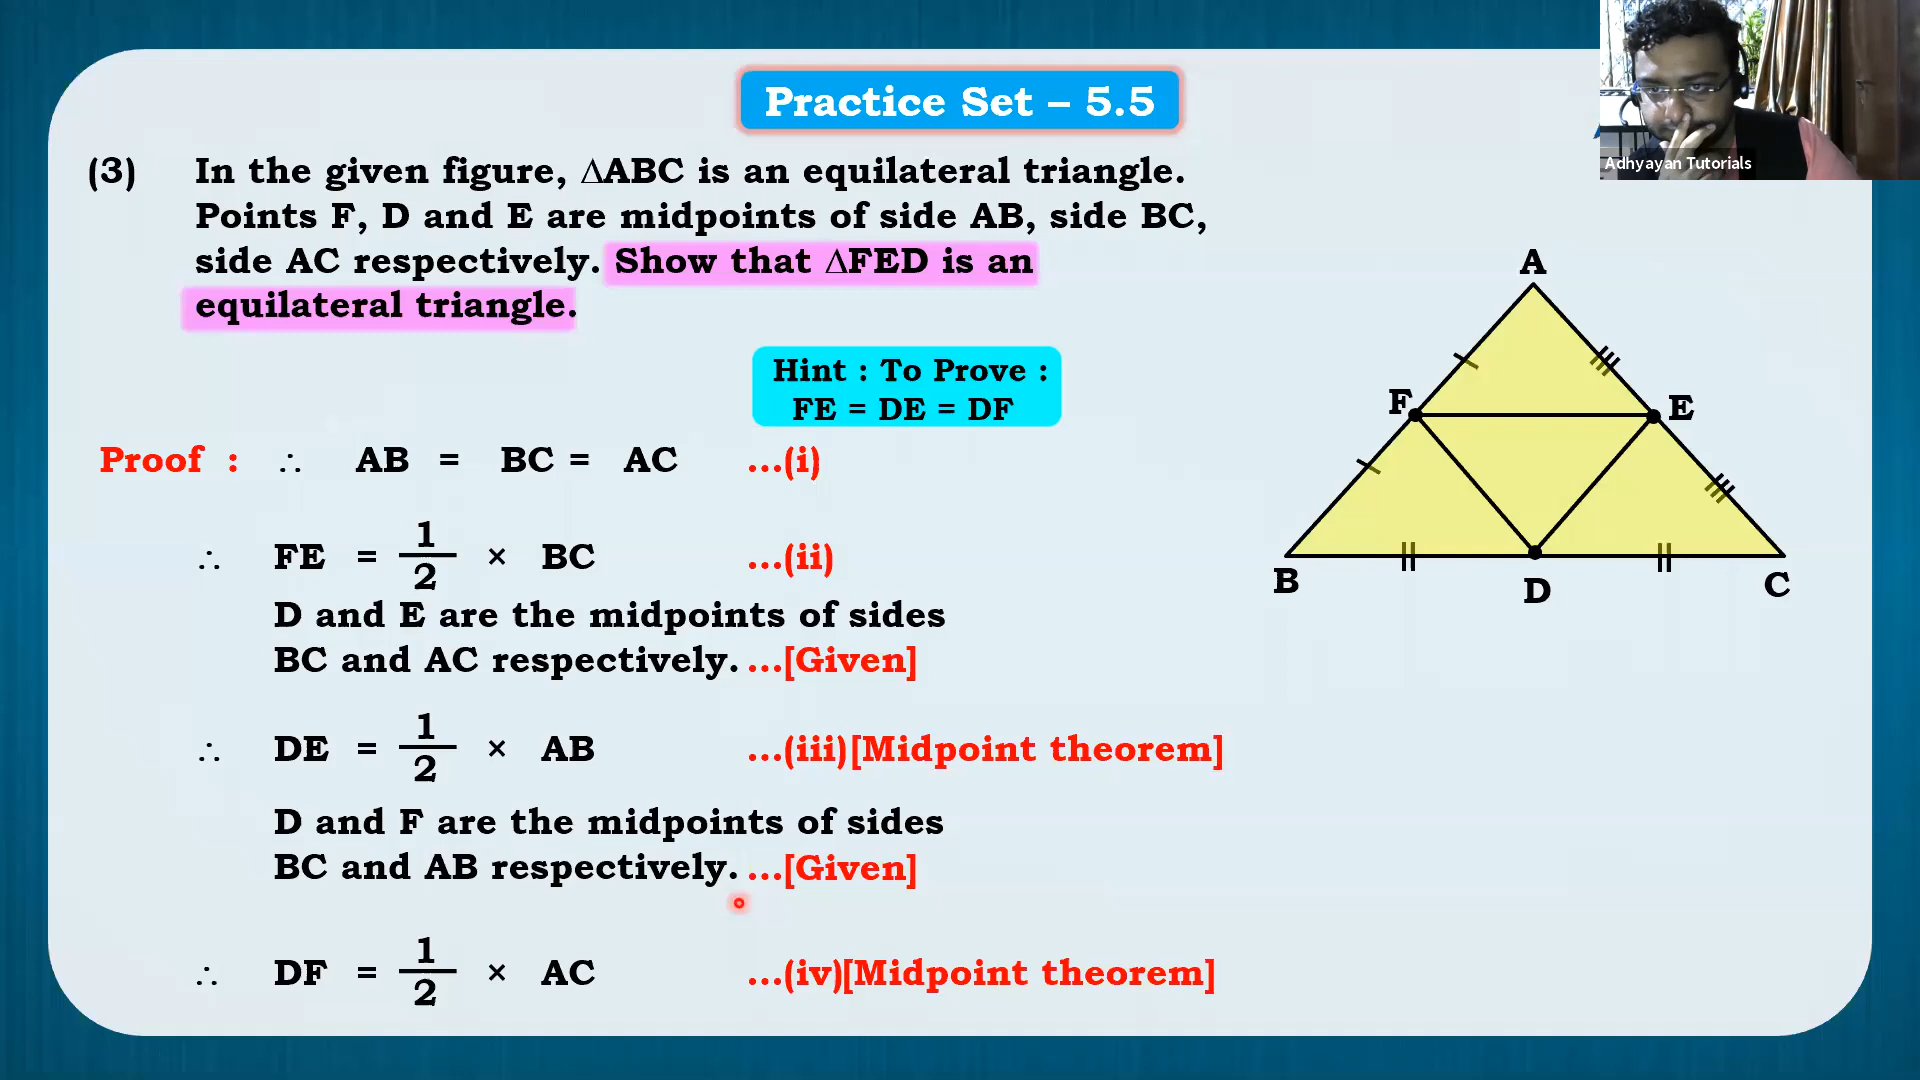 Practice Set – 5.5
Adhyayan Tutorials
(3) In the given figure, ∆ABC is an equilateral triangle.
Points F, D and E are midpoints of side AB, side BC,
side AC respectively. Show that ∆FED is an
equilateral triangle.
Hint : To Prove :
FE = DE = DF
Proof : ∴ AB = BC = AC ...(i)
∴ FE = 1/2 × BC ...(ii)
D and E are the midpoints of sides
BC and AC respectively. ...[Given]
∴ DE = 1/2 × AB ...(iii)[Midpoint theorem]
D and F are the midpoints of sides
BC and AB respectively. ...[Given]
∴ DF = 1/2 × AC ...(iv)[Midpoint theorem]
A
F
E
B
D
C